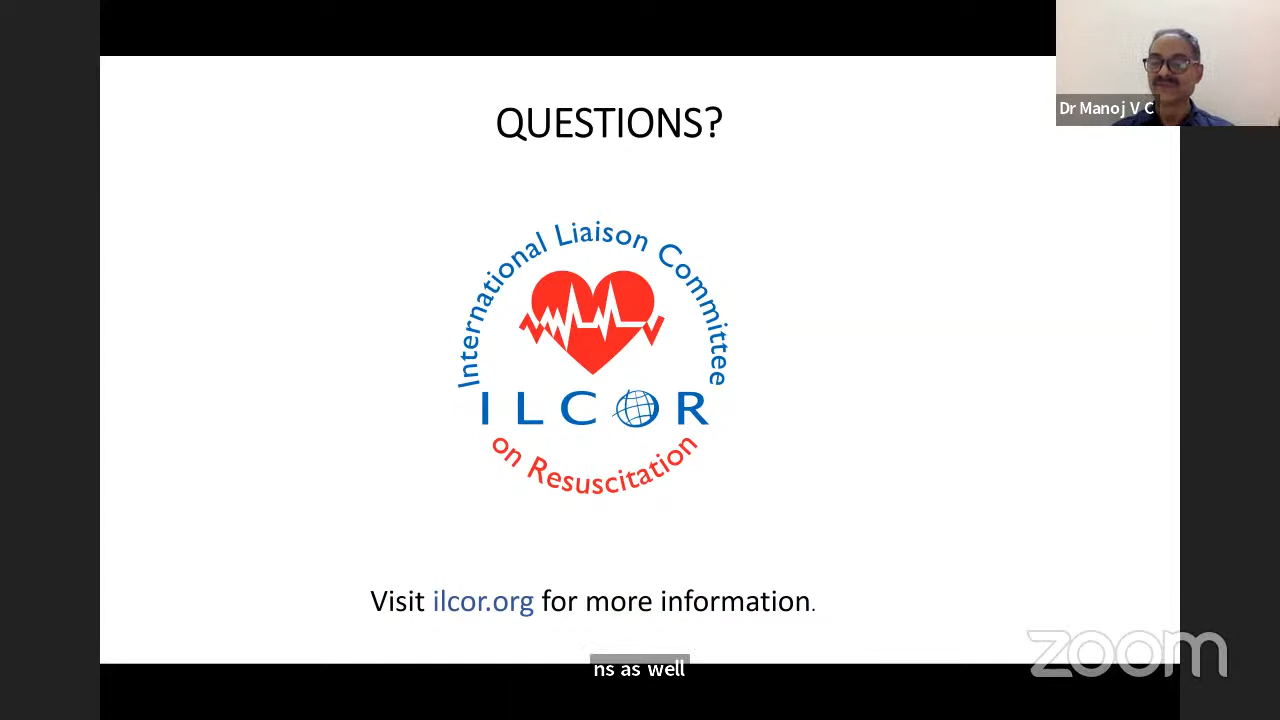 QUESTIONS?
Dr Manoj V C
International Liaison Committee
ILCOR
on Resuscitation
Visit ilcor.org for more information.
zoom
ns as well